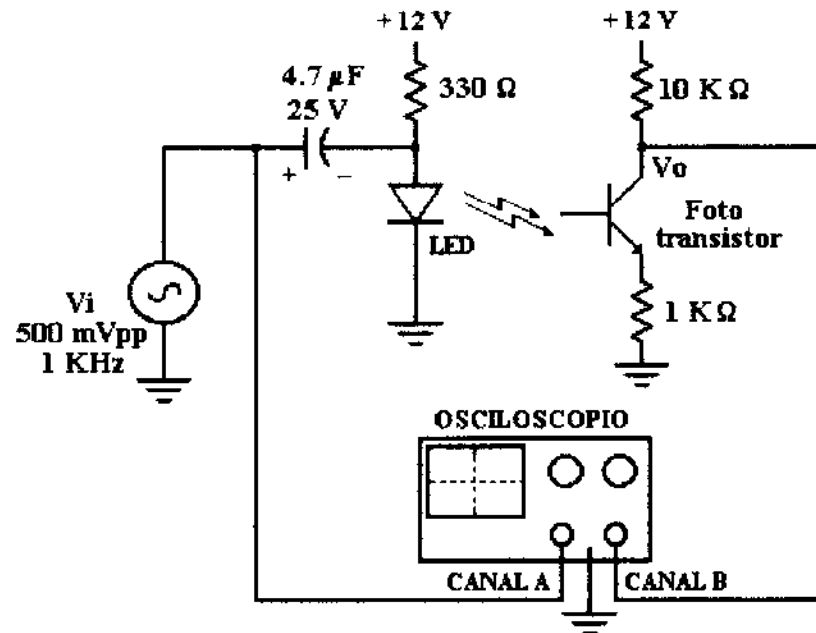 +12 V
+12 V
4.7 µF
25 V
+
−
330 Ω
10 K Ω
Vo
Foto
transistor
LED
Vi
500 mVpp
1 KHz
1 K Ω
OSCILOSCOPIO
CANAL A
CANAL B